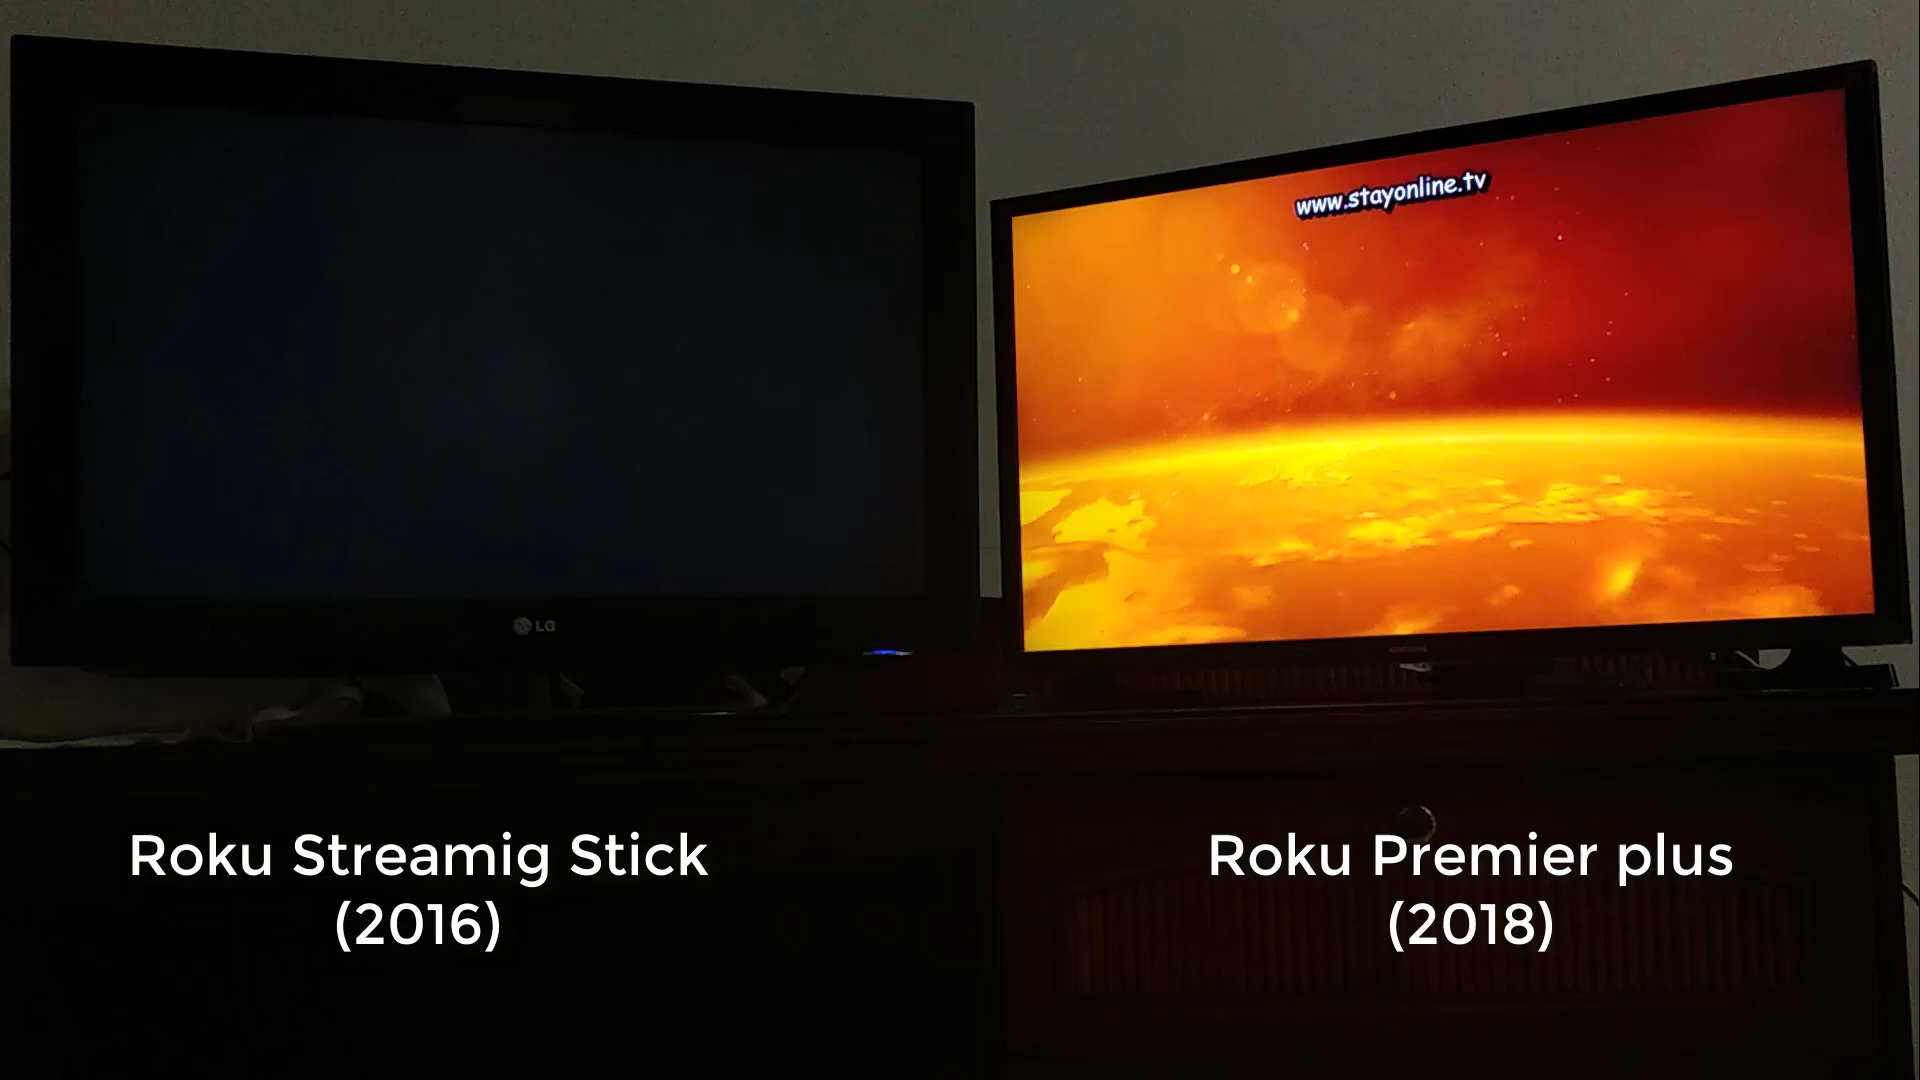 www.stayonline.tv
LG
Roku Streamig Stick
(2016)
Roku Premier plus
(2018)